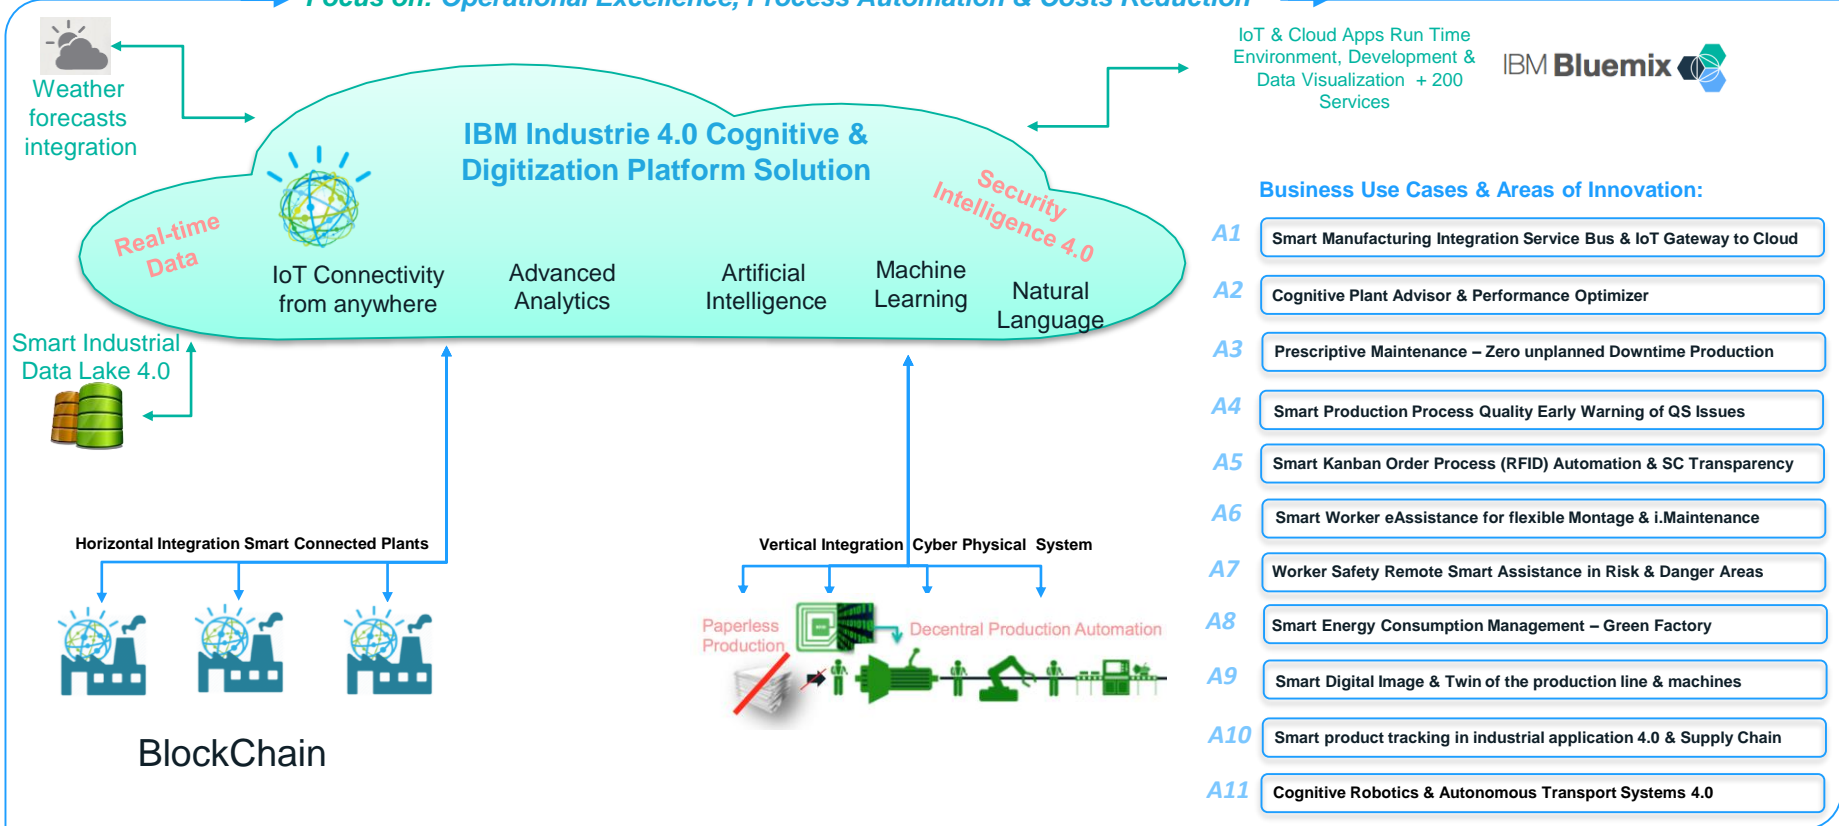 Focus on: Operational Excellence, Process Automation & Costs Reduction
Weather
forecasts
integration
IoT & Cloud Apps Run Time
Environment, Development &
Data Visualization + 200
Services
IBM Bluemix
IBM Industrie 4.0 Cognitive &
Digitization Platform Solution
Real-time
Data
Security
Intelligence 4.0
IoT Connectivity
from anywhere
Advanced
Analytics
Artificial
Intelligence
Machine
Learning
Natural
Language
Smart Industrial
Data Lake 4.0
Horizontal Integration Smart Connected Plants
BlockChain
Vertical Integration Cyber Physical System
Paperless
Production
Decentral Production Automation
Business Use Cases & Areas of Innovation:
A1 Smart Manufacturing Integration Service Bus & IoT Gateway to Cloud
A2 Cognitive Plant Advisor & Performance Optimizer
A3 Prescriptive Maintenance – Zero unplanned Downtime Production
A4 Smart Production Process Quality Early Warning of QS Issues
A5 Smart Kanban Order Process (RFID) Automation & SC Transparency
A6 Smart Worker eAssistance for flexible Montage & i.Maintenance
A7 Worker Safety Remote Smart Assistance in Risk & Danger Areas
A8 Smart Energy Consumption Management – Green Factory
A9 Smart Digital Image & Twin of the production line & machines
A10 Smart product tracking in industrial application 4.0 & Supply Chain
A11 Cognitive Robotics & Autonomous Transport Systems 4.0